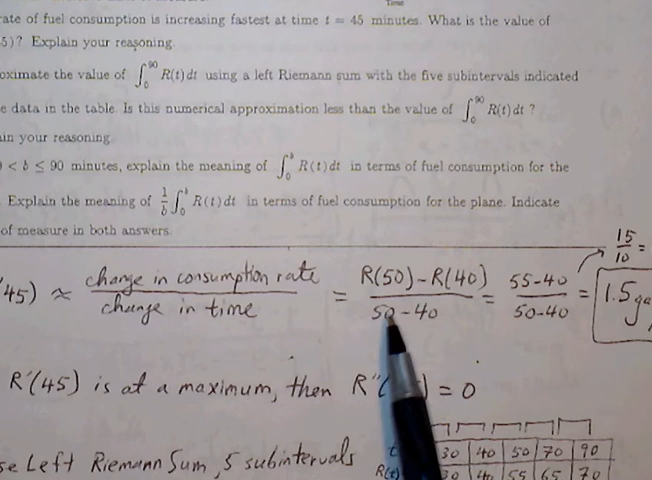 Time
rate of fuel consumption is increasing fastest at time t = 45 minutes. What is the value of
5)? Explain your reasoning.
oximate the value of ∫₀⁹⁰ R(t) dt using a left Riemann sum with the five subintervals indicated
e data in the table. Is this numerical approximation less than the value of ∫₀⁹⁰ R(t) dt ?
ain your reasoning.
0 < b ≤ 90 minutes, explain the meaning of ∫₀ᵇ R(t) dt in terms of fuel consumption for the
. Explain the meaning of 1/b ∫₀ᵇ R(t) dt in terms of fuel consumption for the plane. Indicate
of measure in both answers.
'(45) ≈ change in consumption rate / change in time = R(50)-R(40) / 50-40 = 55-40 / 50-40 = 1.5 ga
15/10 =
R'(45) is at a maximum, then R''( ) = 0
se Left Riemann Sum, 5 subintervals
t 30 40 50 70 90
R(t) 30 40 55 65 70